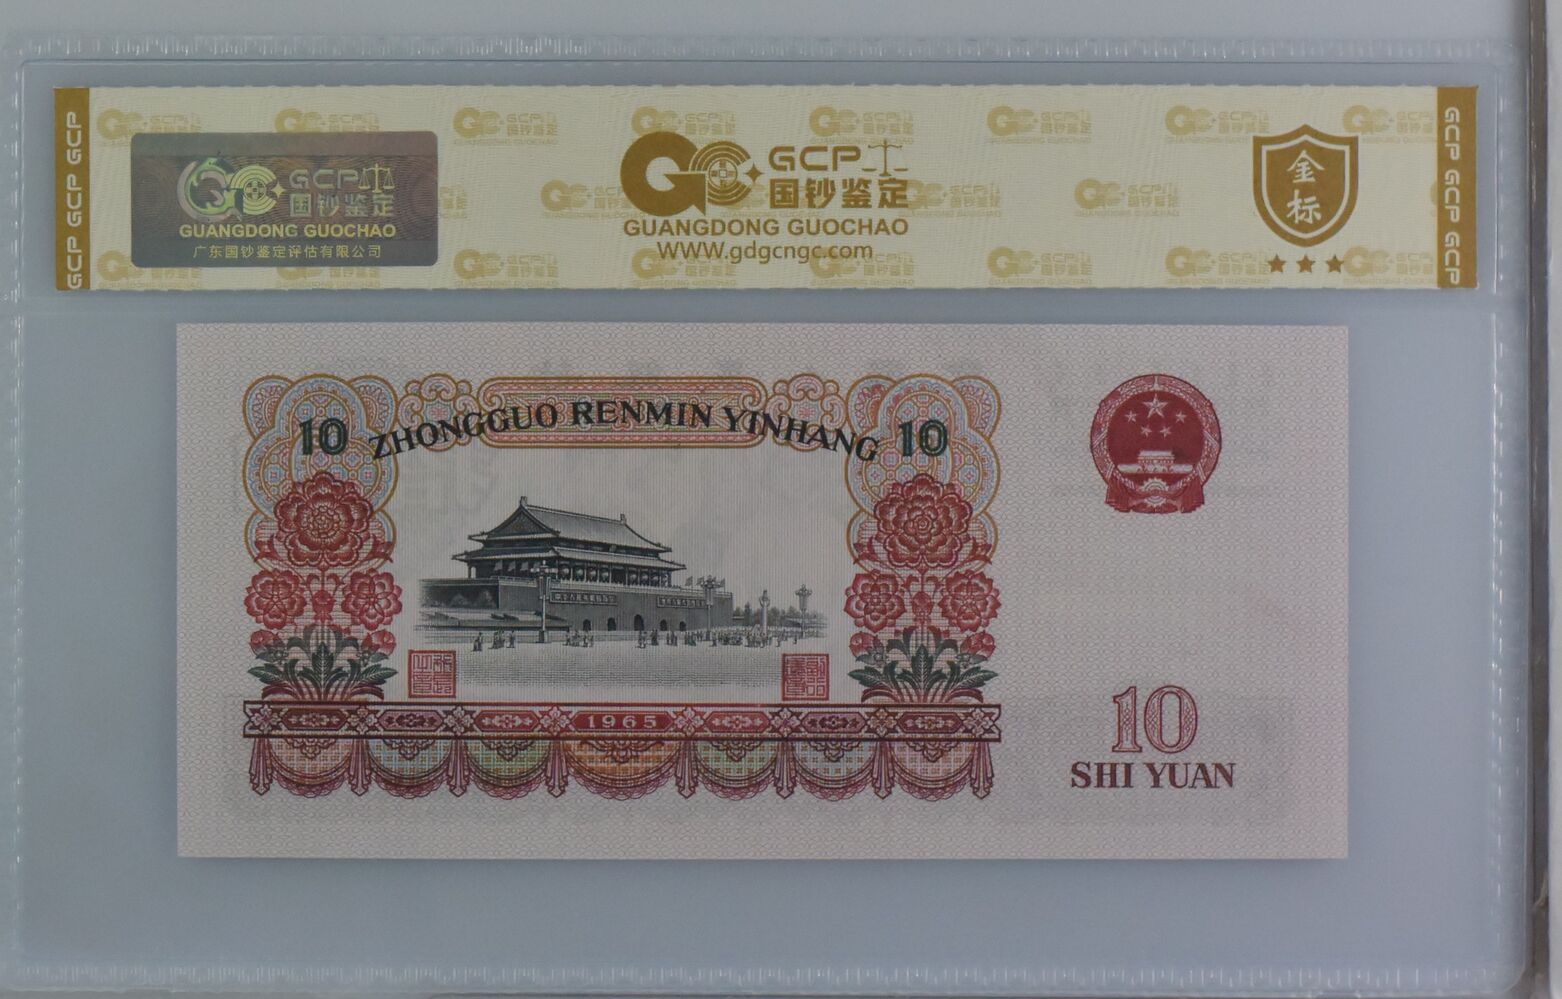 GCP GCP
GCP
国钞鉴定
GUANGDONG GUOCHAO
广东国钞鉴定评估有限公司
GCP
国钞鉴定
GUANGDONG GUOCHAO
WWW.gdgcngc.com
金
标
GCP GCP GCP
10 ZHONGGUO RENMIN YINHANG 10
1965
10
SHI YUAN